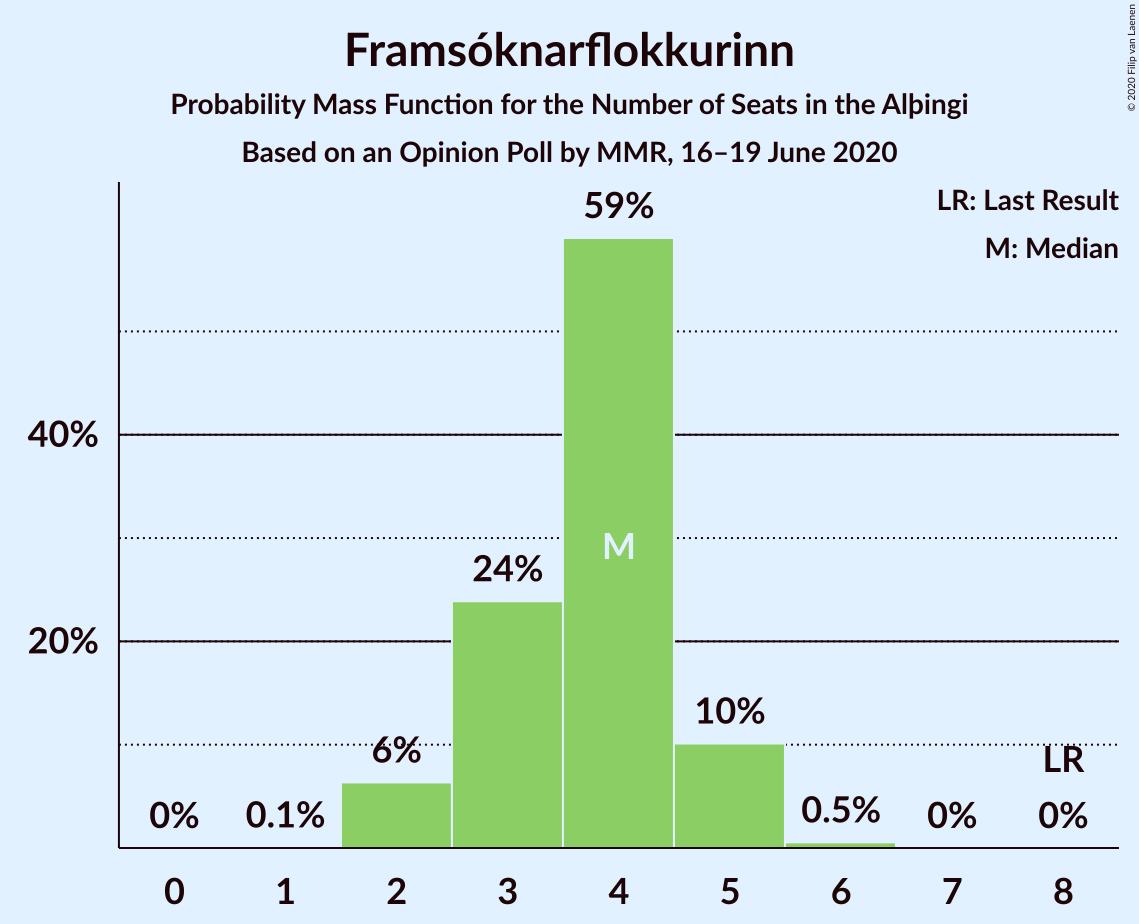 Framsóknarflokkurinn
Probability Mass Function for the Number of Seats in the Alþingi
Based on an Opinion Poll by MMR, 16–19 June 2020
© 2020 Filip van Laenen
LR: Last Result
M: Median
59%
40%
M
24%
20%
10%
6%
LR
0%
0.1%
0.5%
0%
0%
0
1
2
3
4
5
6
7
8